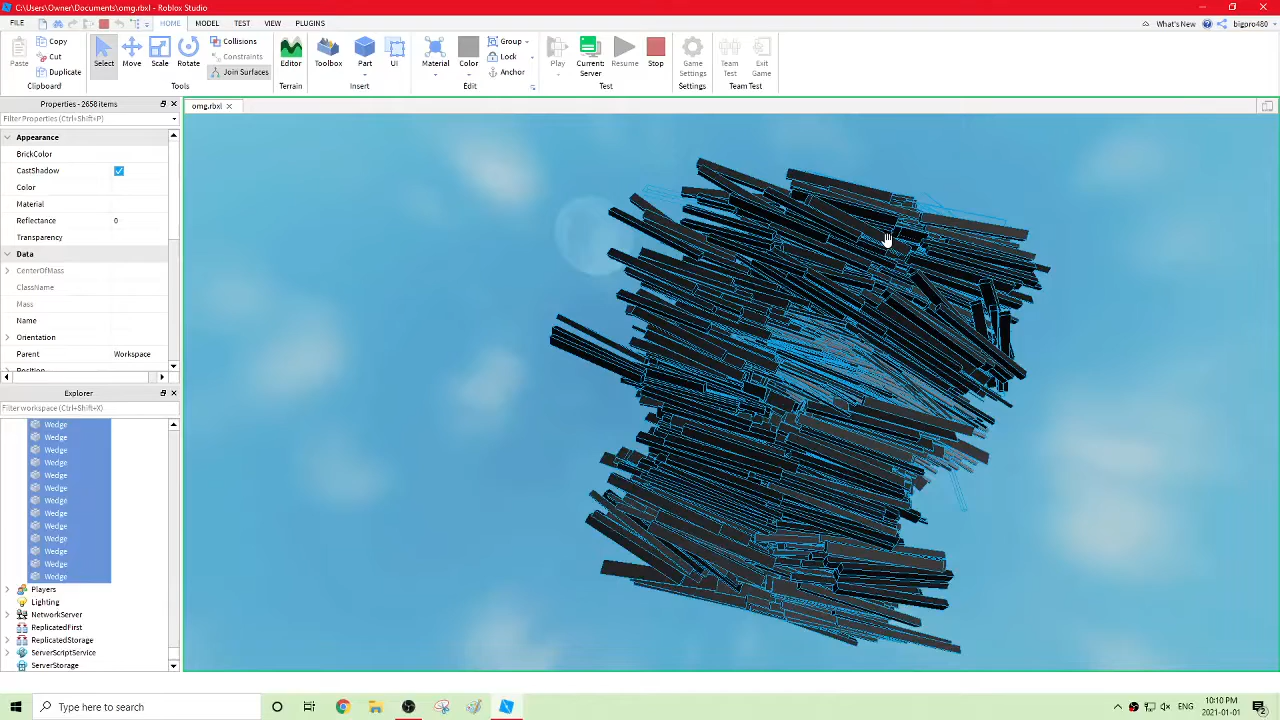 C:\Users\Owner\Documents\omg.rbxl - Roblox Studio
FILE HOME MODEL TEST VIEW PLUGINS What's New bigpro480
Paste Copy Cut Duplicate Clipboard
Select Move Scale Rotate Collisions Constraints Join Surfaces Tools
Editor Terrain
Toolbox Part UI Insert
Material Color Group Lock Anchor Edit
Play Current: Server Resume Stop Test
Game Settings Settings
Team Test Exit Game Team Test
Properties - 2658 items
omg.rbxl
Filter Properties (Ctrl+Shift+P)
Appearance
BrickColor
CastShadow
Color
Material
Reflectance 0
Transparency
Data
CenterOfMass
ClassName
Mass
Name
Orientation
Parent Workspace
Explorer
Filter workspace (Ctrl+Shift+X)
Wedge
Wedge
Wedge
Wedge
Wedge
Wedge
Wedge
Wedge
Wedge
Wedge
Wedge
Wedge
Wedge
Players
Lighting
NetworkServer
ReplicatedFirst
ReplicatedStorage
ServerScriptService
ServerStorage
Type here to search
ENG
10:10 PM
2021-01-01
2